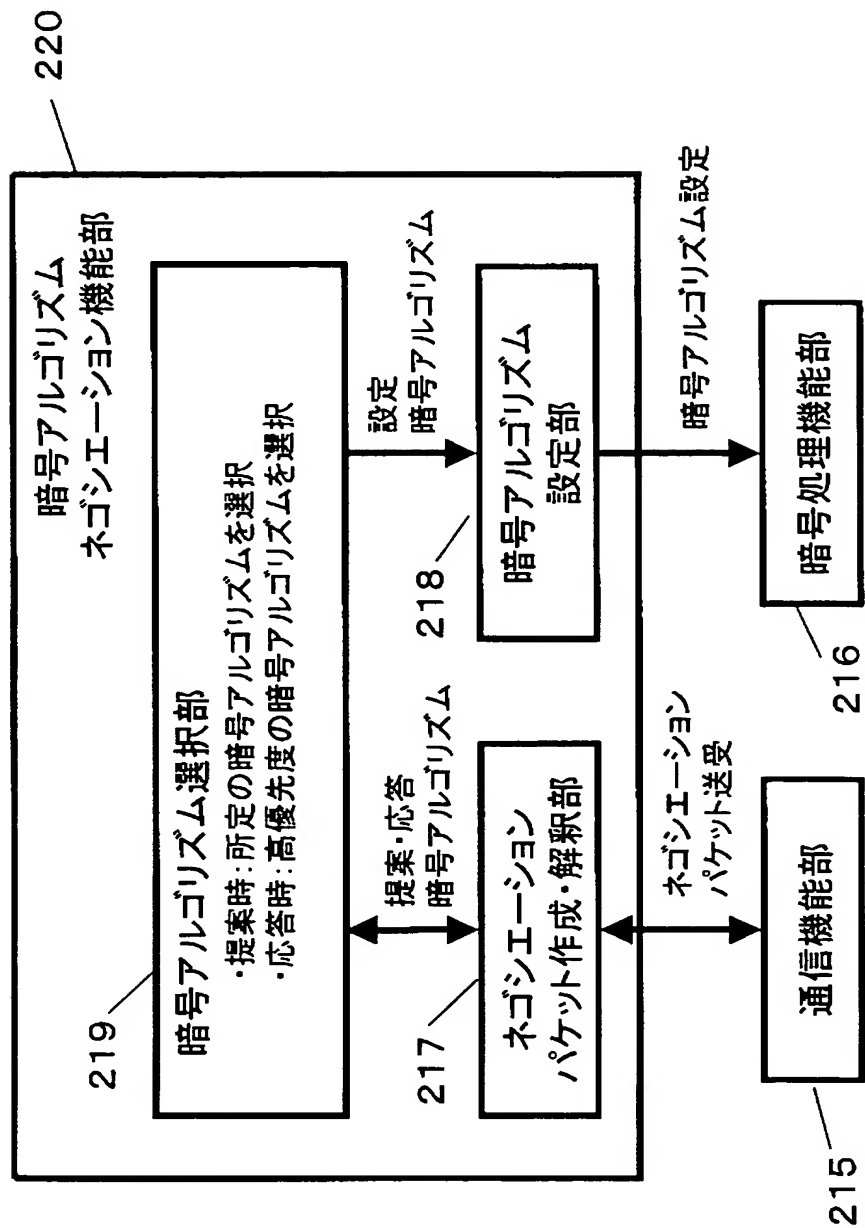 220
暗号アルゴリズム
ネゴシエーション機能部
219
暗号アルゴリズム選択部
・提案時:所定の暗号アルゴリズムを選択
・応答時:高優先度の暗号アルゴリズムを選択
提案・応答
暗号アルゴリズム
設定
暗号アルゴリズム
217
ネゴシエーション
パケット作成・解釈部
218
暗号アルゴリズム
設定部
ネゴシエーション
パケット送受
暗号アルゴリズム設定
215
通信機能部
216
暗号処理機能部